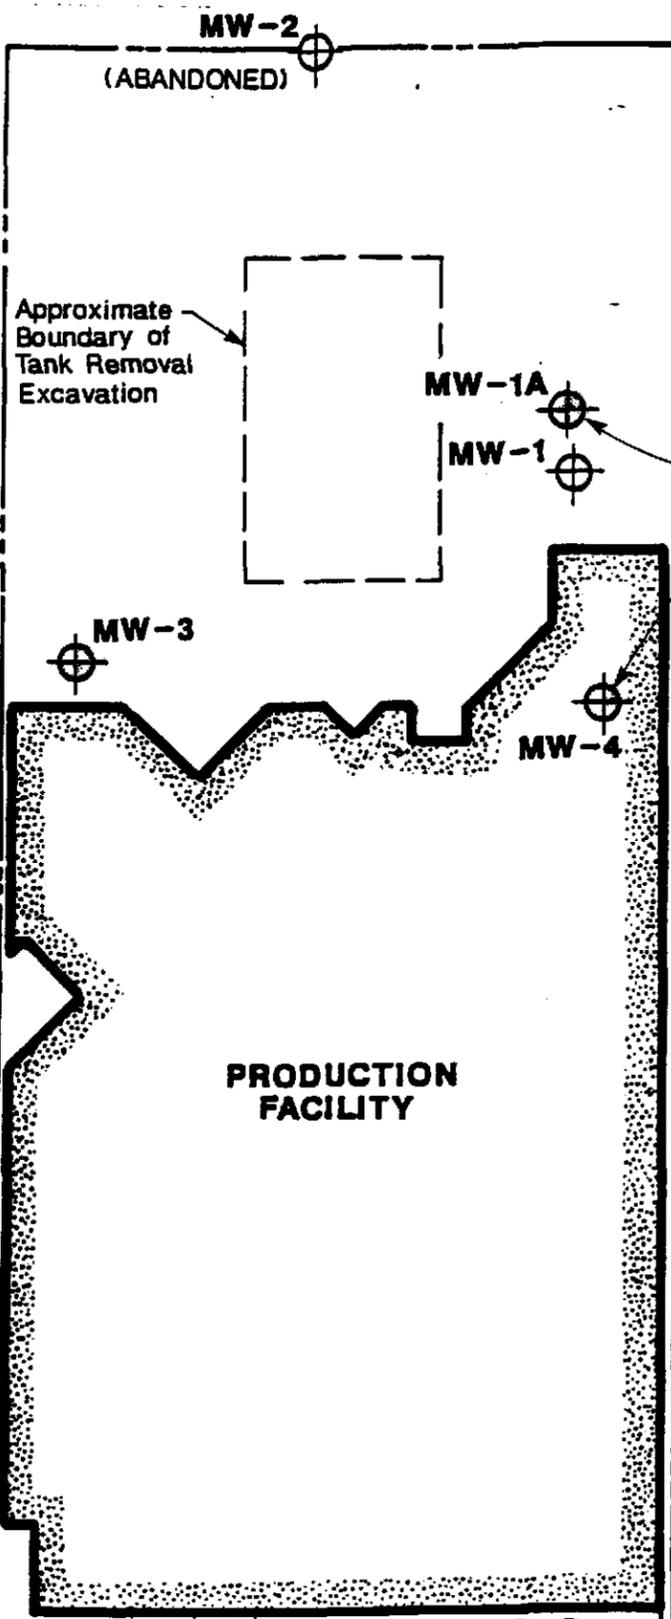 MW-2
(ABANDONED)
Approximate
Boundary of
Tank Removal
Excavation
MW-1A
MW-1
MW-3
MW-4
PRODUCTION
FACILITY